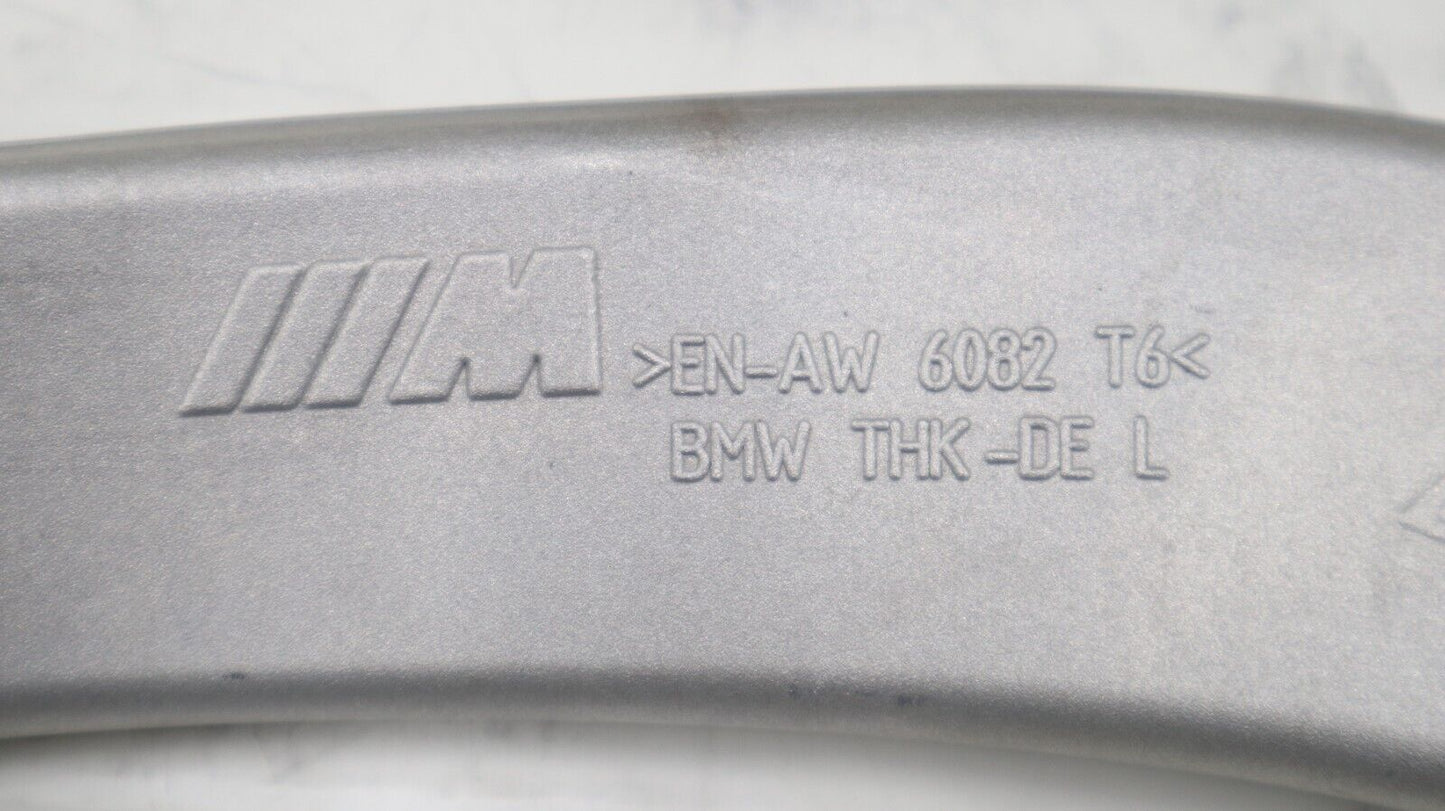 ///M
>EN-AW 6082 T6<
BMW THK-DE L